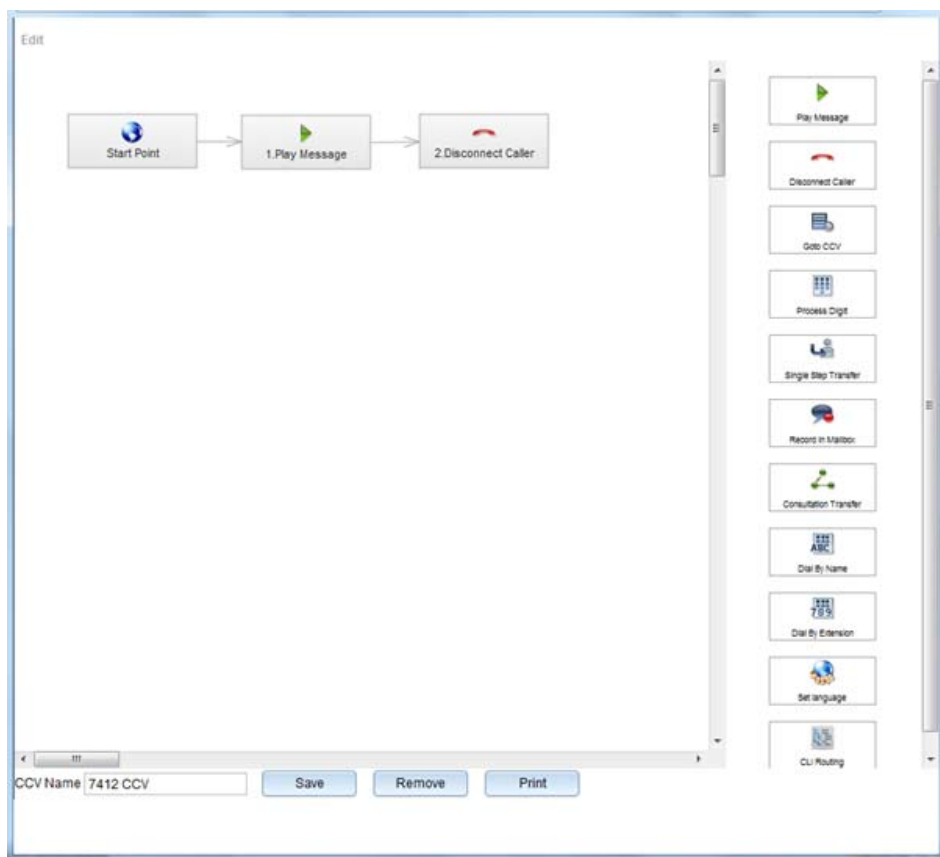 Edit
Start Point
1.Play Message
2.Disconnect Caller
Play Message
Disconnect Caller
Goto CCV
Process Digit
Single Step Transfer
Record in Mailbox
Consultation Transfer
ABC
Dial By Name
789
Dial By Extension
Set language
CLI Routing
CCV Name 7412 CCV
Save
Remove
Print